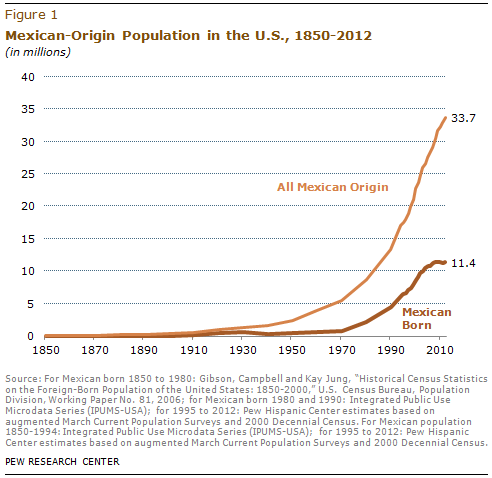 Figure 1
Mexican-Origin Population in the U.S., 1850-2012
(in millions)
40
35
33.7
30
25
All Mexican Origin
20
15
10
11.4
5
Mexican
Born
0
1850 1870 1890 1910 1930 1950 1970 1990 2010
Source: For Mexican born 1850 to 1980: Gibson, Campbell and Kay Jung, “Historical Census Statistics
on the Foreign-Born Population of the United States: 1850-2000,” U.S. Census Bureau, Population
Division, Working Paper No. 81, 2006; for Mexican born 1980 and 1990: Integrated Public Use
Microdata Series (IPUMS-USA); for 1995 to 2012: Pew Hispanic Center estimates based on
augmented March Current Population Surveys and 2000 Decennial Census. For Mexican population
1850-1994: Integrated Public Use Microdata Series (IPUMS-USA); for 1995 to 2012: Pew Hispanic
Center estimates based on augmented March Current Population Surveys and 2000 Decennial Census.
PEW RESEARCH CENTER